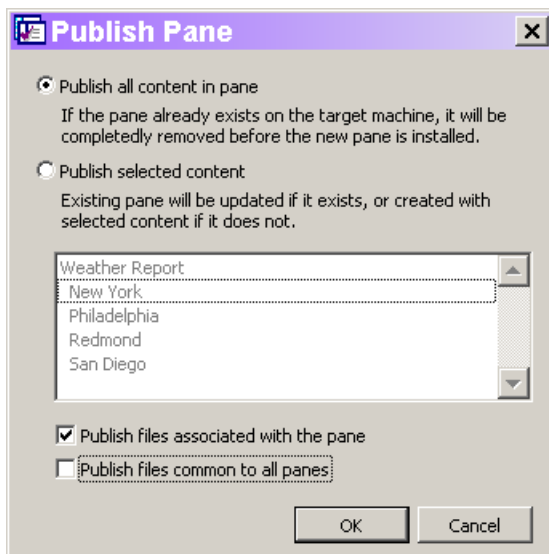 Publish Pane
Publish all content in pane
If the pane already exists on the target machine, it will be
completedly removed before the new pane is installed.
Publish selected content
Existing pane will be updated if it exists, or created with
selected content if it does not.
Weather Report
New York
Philadelphia
Redmond
San Diego
Publish files associated with the pane
Publish files common to all panes
OK Cancel